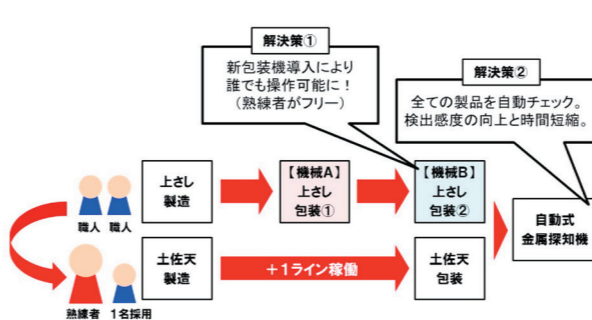 解決策①
新包装機導入により
誰でも操作可能に！
（熟練者がフリー）
解決策②
全ての製品を自動チェック。
検出感度の向上と時間短縮。
職人
職人
上さし
製造
【機械A】
上さし
包装①
【機械B】
上さし
包装②
自動式
金属探知機
熟練者
１名採用
土佐天
製造
＋１ライン稼働
土佐天
包装